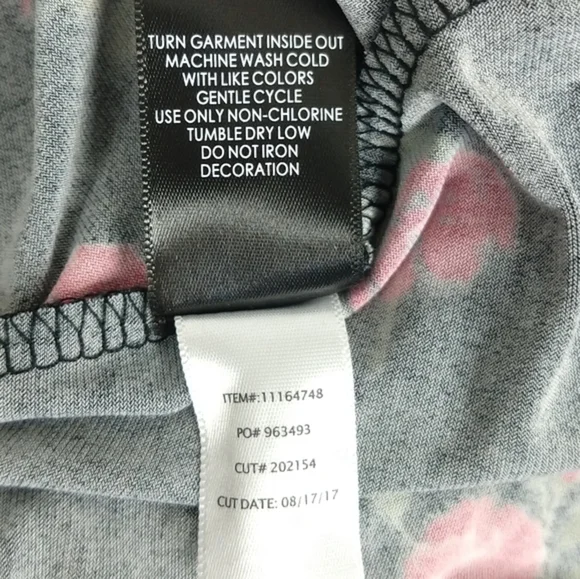 TURN GARMENT INSIDE OUT
MACHINE WASH COLD
WITH LIKE COLORS
GENTLE CYCLE
USE ONLY NON-CHLORINE
TUMBLE DRY LOW
DO NOT IRON
DECORATION
ITEM#:11164748
PO# 963493
CUT# 202154
CUT DATE: 08/17/17